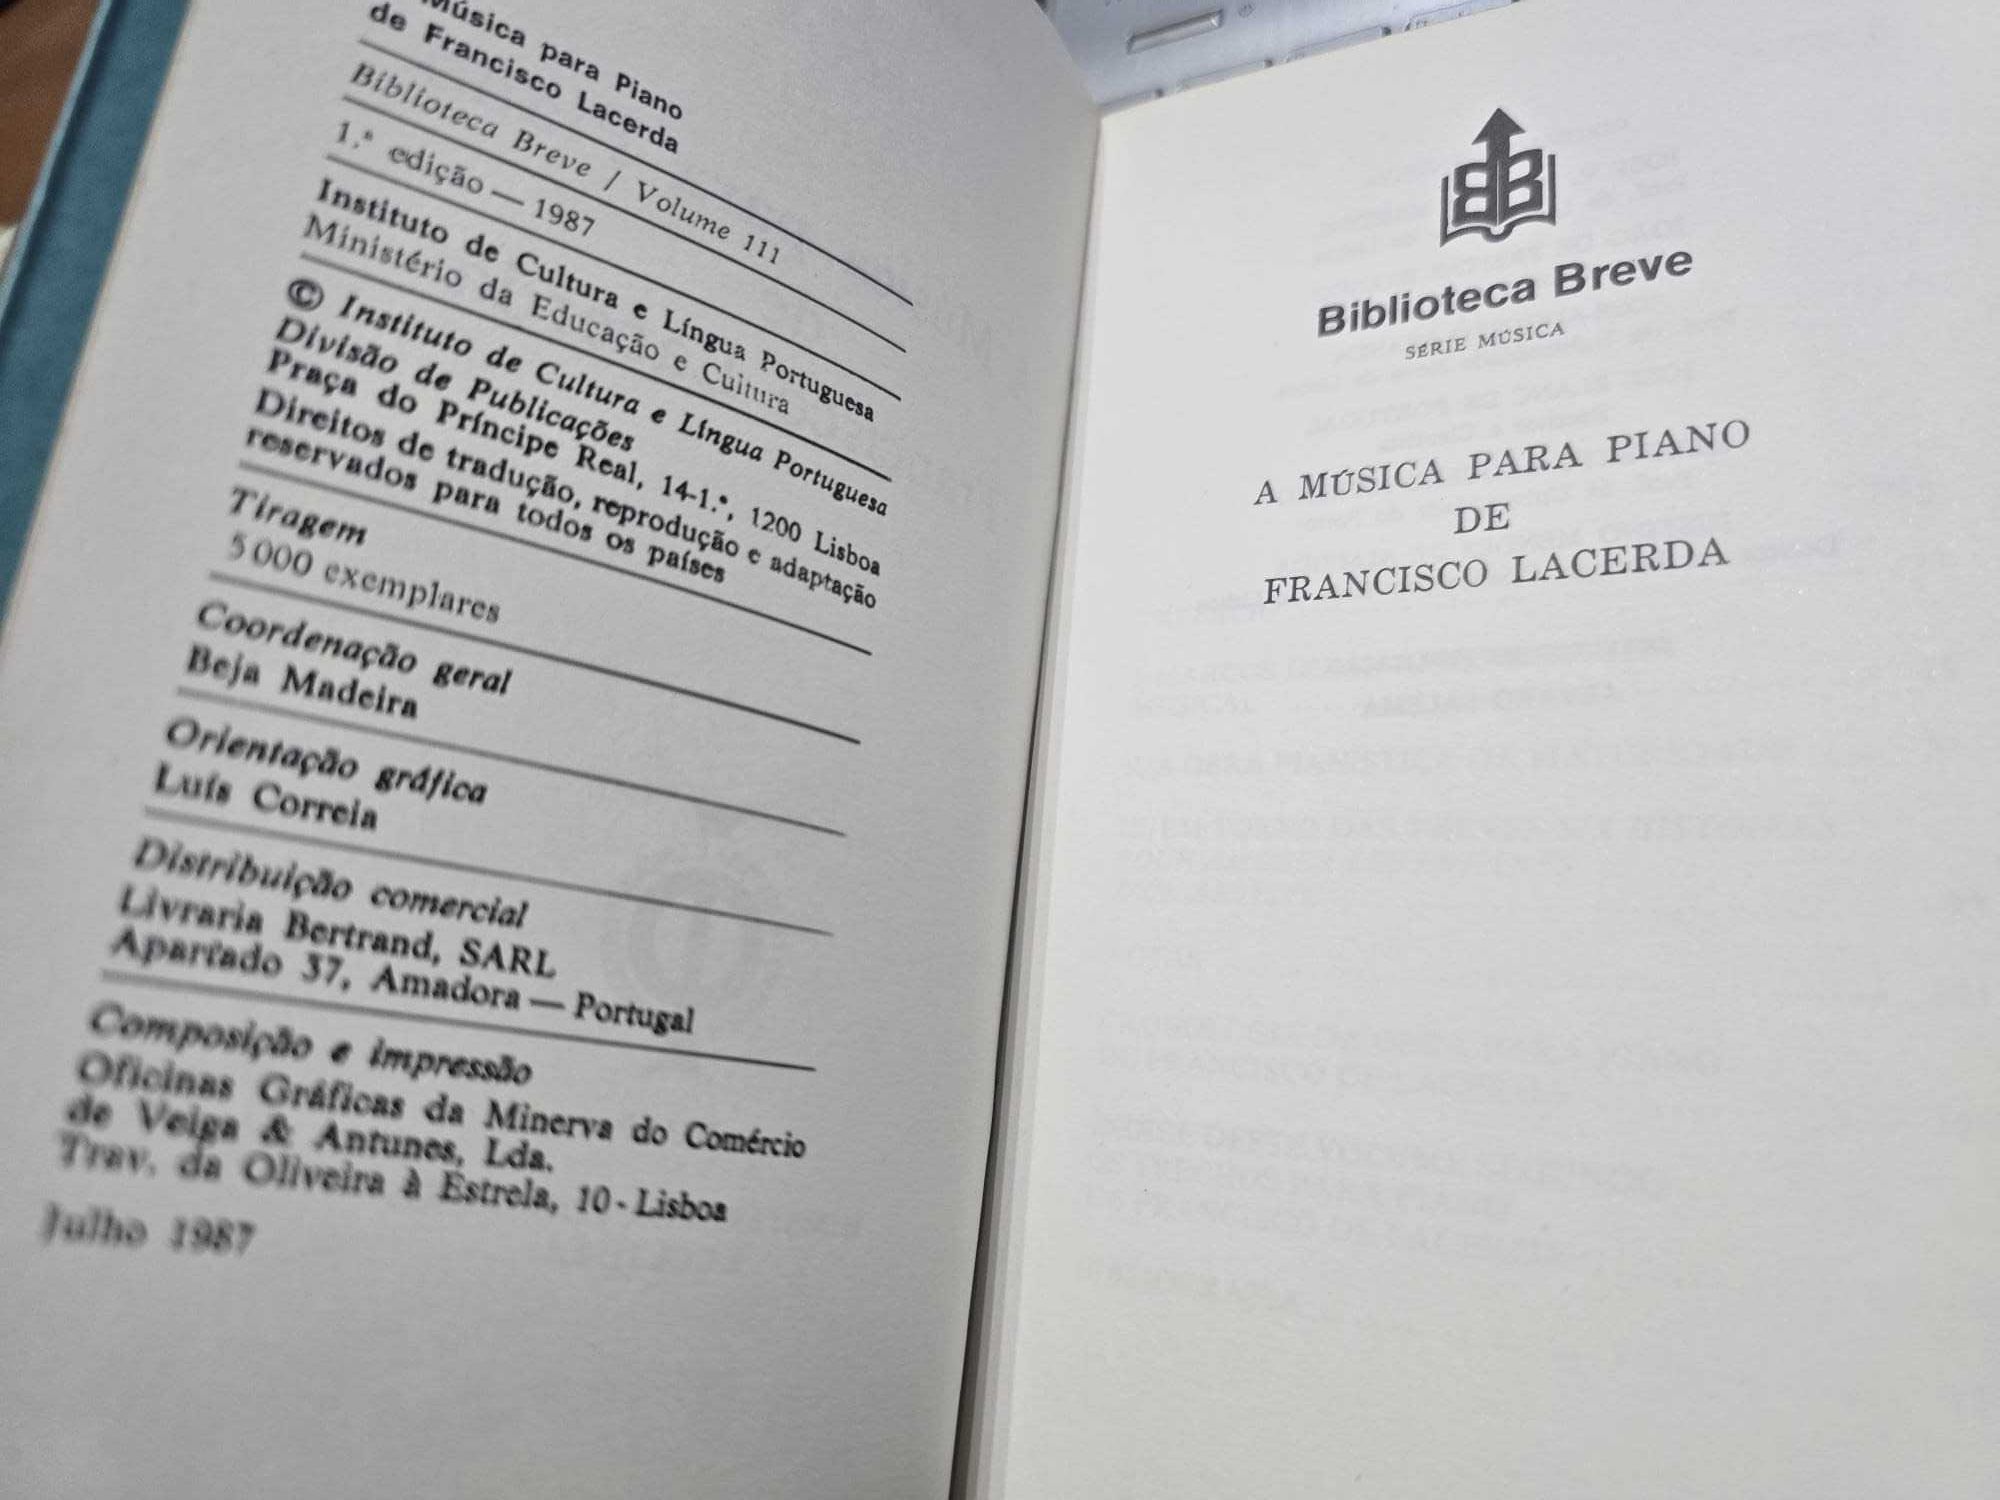 Música para Piano
de Francisco Lacerda
Biblioteca Breve / Volume 111
1.ª edição — 1987
Instituto de Cultura e Língua Portuguesa
Ministério da Educação e Cultura
© Instituto de Cultura e Língua Portuguesa
Divisão de Publicações
Praça do Príncipe Real, 14-1.º, 1200 Lisboa
Direitos de tradução, reprodução e adaptação
reservados para todos os países
Tiragem
5 000 exemplares
Coordenação geral
Beja Madeira
Orientação gráfica
Luís Correia
Distribuição comercial
Livraria Bertrand, SARL
Apartado 37, Amadora — Portugal
Composição e impressão
Oficinas Gráficas da Minerva do Comércio
de Veiga & Antunes, Lda.
Trav. da Oliveira à Estrela, 10 - Lisboa
Julho 1987
BB
Biblioteca Breve
SÉRIE MÚSICA
A MÚSICA PARA PIANO
DE
FRANCISCO LACERDA